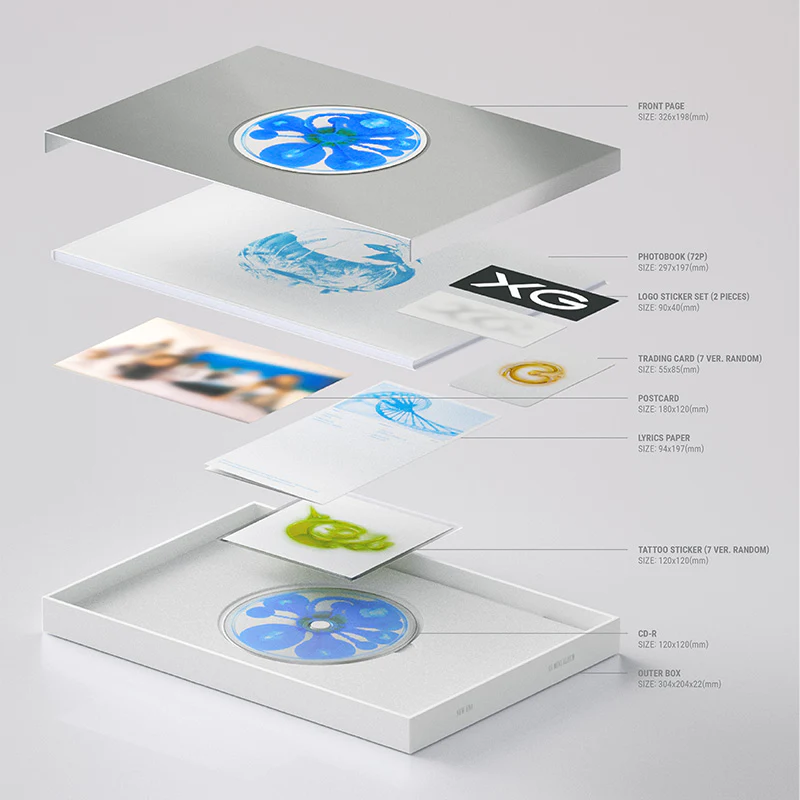 FRONT PAGE
SIZE: 326x198(mm)
PHOTOBOOK (72P)
SIZE: 297x197(mm)
XG
LOGO STICKER SET (2 PIECES)
SIZE: 90x40(mm)
XG
TRADING CARD (7 VER. RANDOM)
SIZE: 55x85(mm)
POSTCARD
SIZE: 180x120(mm)
LYRICS PAPER
SIZE: 94x197(mm)
TATTOO STICKER (7 VER. RANDOM)
SIZE: 120x120(mm)
CD-R
SIZE: 120x120(mm)
OUTER BOX
SIZE: 304x204x22(mm)